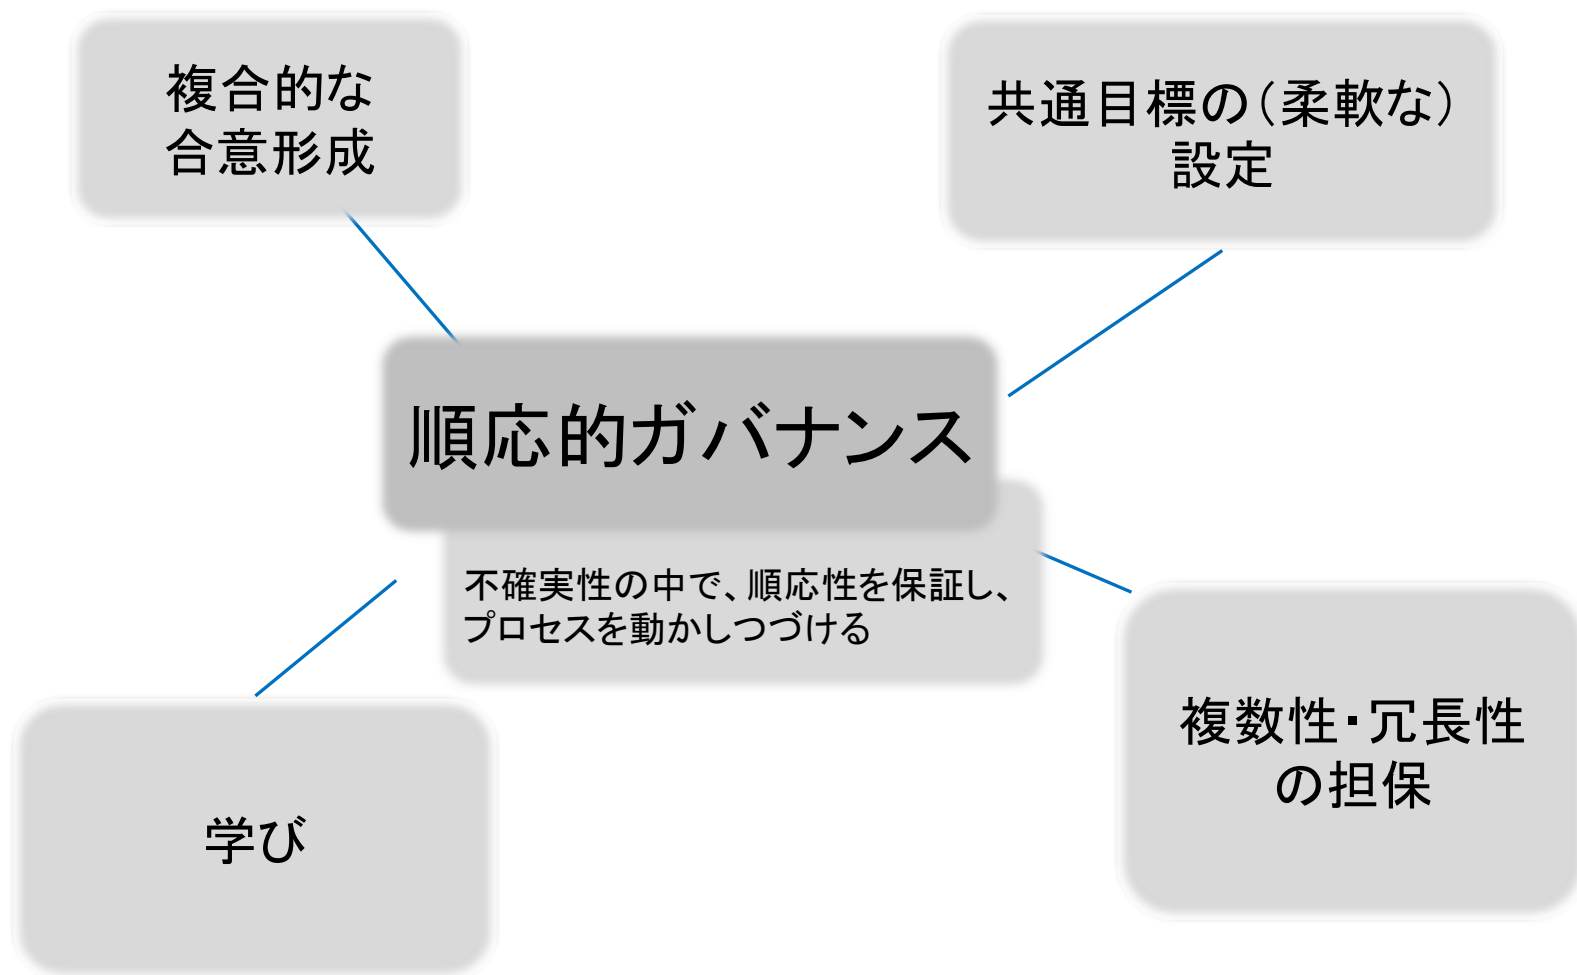 複合的な
合意形成
共通目標の（柔軟な）
設定
順応的ガバナンス
不確実性の中で、順応性を保証し、
プロセスを動かしつづける
複数性・冗長性
の担保
学び